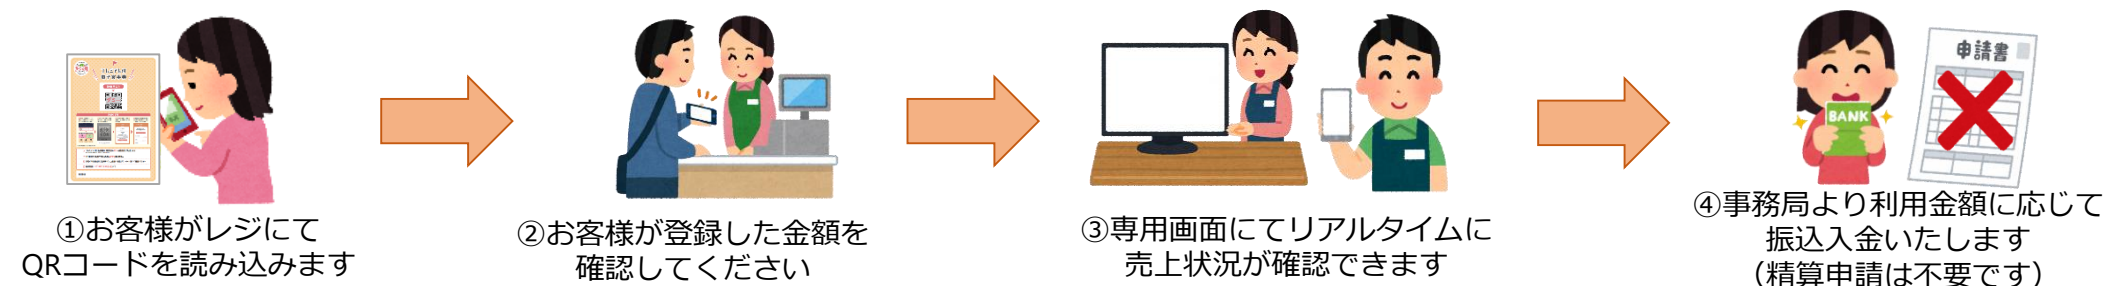 ①お客様がレジにて
QRコードを読み込みます
②お客様が登録した金額を
確認してください
③専用画面にてリアルタイムに
売上状況が確認できます
申請書
BANK
④事務局より利用金額に応じて
振込入金いたします
（精算申請は不要です）